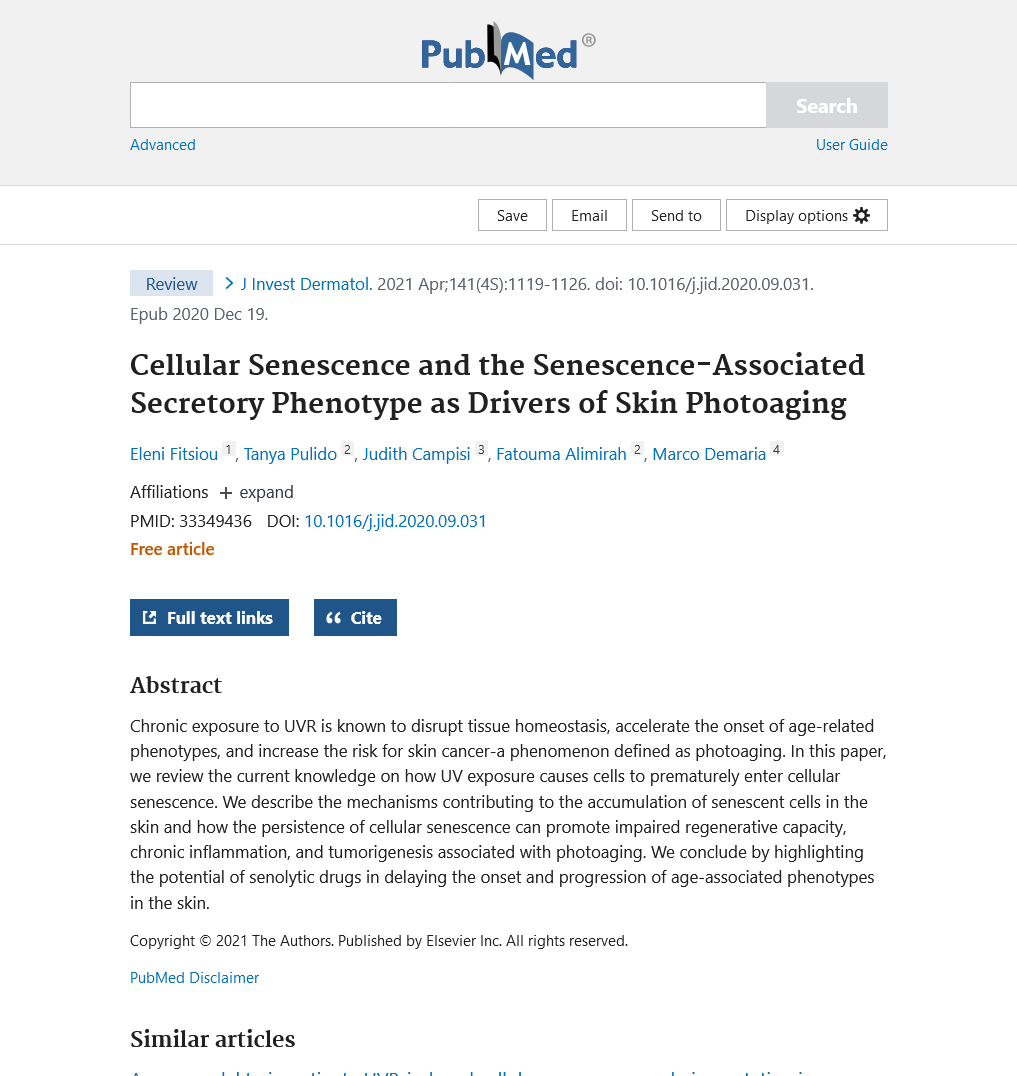 PubMed®
Search
Advanced
User Guide
Save
Email
Send to
Display options
Review
J Invest Dermatol. 2021 Apr;141(4S):1119-1126. doi: 10.1016/j.jid.2020.09.031.
Epub 2020 Dec 19.
Cellular Senescence and the Senescence-Associated
Secretory Phenotype as Drivers of Skin Photoaging
Eleni Fitsiou 1, Tanya Pulido 2, Judith Campisi 3, Fatouma Alimirah 2, Marco Demaria 4
Affiliations + expand
PMID: 33349436 DOI: 10.1016/j.jid.2020.09.031
Free article
Full text links
Cite
Abstract
Chronic exposure to UVR is known to disrupt tissue homeostasis, accelerate the onset of age-related
phenotypes, and increase the risk for skin cancer-a phenomenon defined as photoaging. In this paper,
we review the current knowledge on how UV exposure causes cells to prematurely enter cellular
senescence. We describe the mechanisms contributing to the accumulation of senescent cells in the
skin and how the persistence of cellular senescence can promote impaired regenerative capacity,
chronic inflammation, and tumorigenesis associated with photoaging. We conclude by highlighting
the potential of senolytic drugs in delaying the onset and progression of age-associated phenotypes
in the skin.
Copyright © 2021 The Authors. Published by Elsevier Inc. All rights reserved.
PubMed Disclaimer
Similar articles